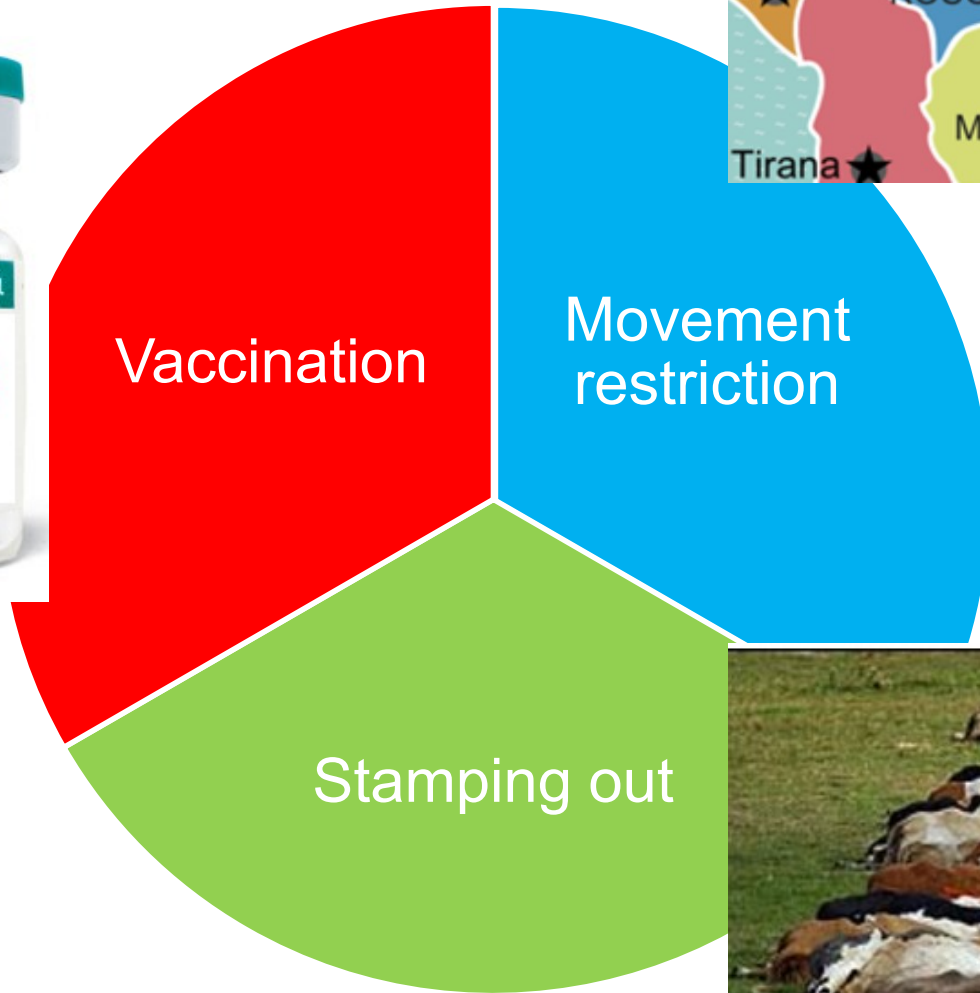 Tirana
Movement
restriction
Vaccination
Stamping out